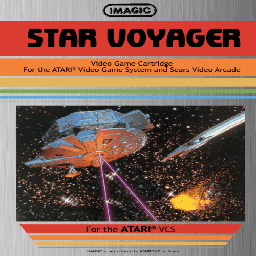 iMAGIC
STAR VOYAGER
Video Game Cartridge
For the ATARI® Video Game System and Sears Video Arcade
For the ATARI® VCS